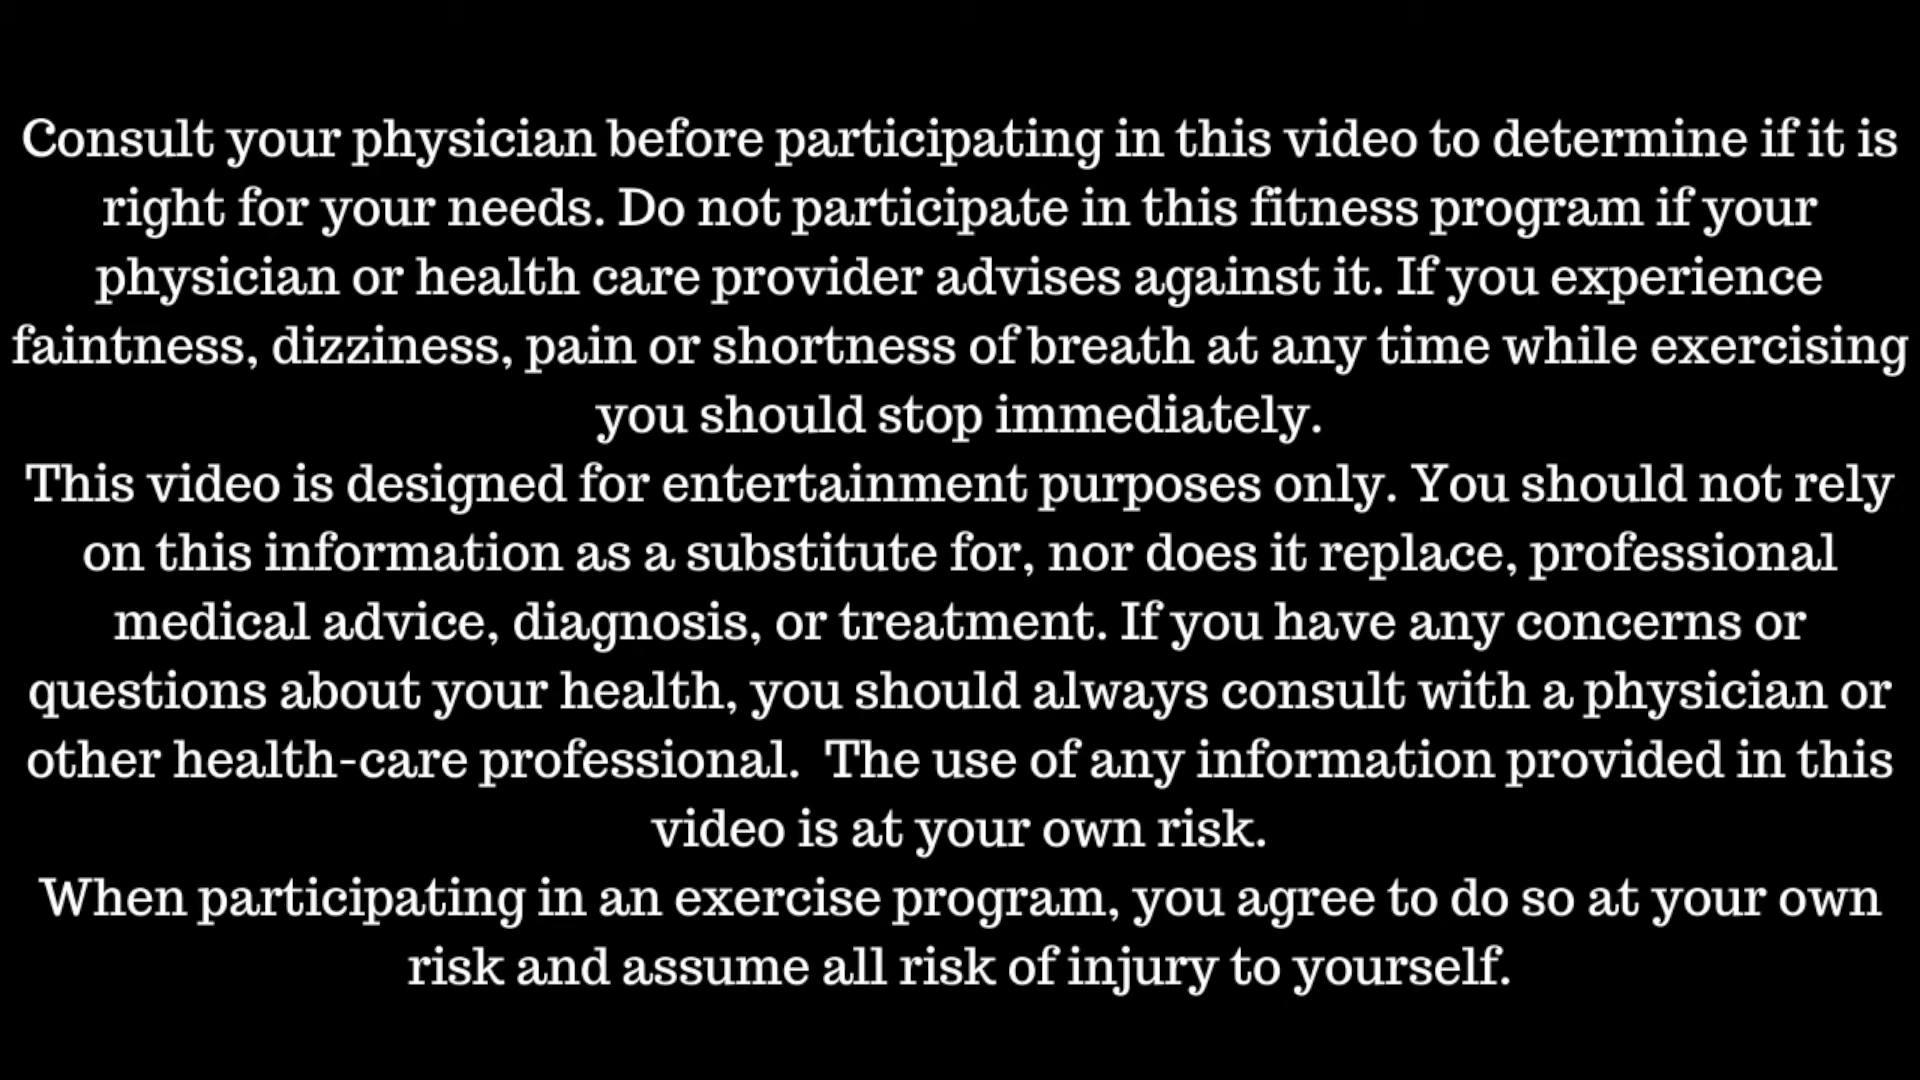 Consult your physician before participating in this video to determine if it is
right for your needs. Do not participate in this fitness program if your
physician or health care provider advises against it. If you experience
faintness, dizziness, pain or shortness of breath at any time while exercising
you should stop immediately.
This video is designed for entertainment purposes only. You should not rely
on this information as a substitute for, nor does it replace, professional
medical advice, diagnosis, or treatment. If you have any concerns or
questions about your health, you should always consult with a physician or
other health-care professional.  The use of any information provided in this
video is at your own risk.
When participating in an exercise program, you agree to do so at your own
risk and assume all risk of injury to yourself.